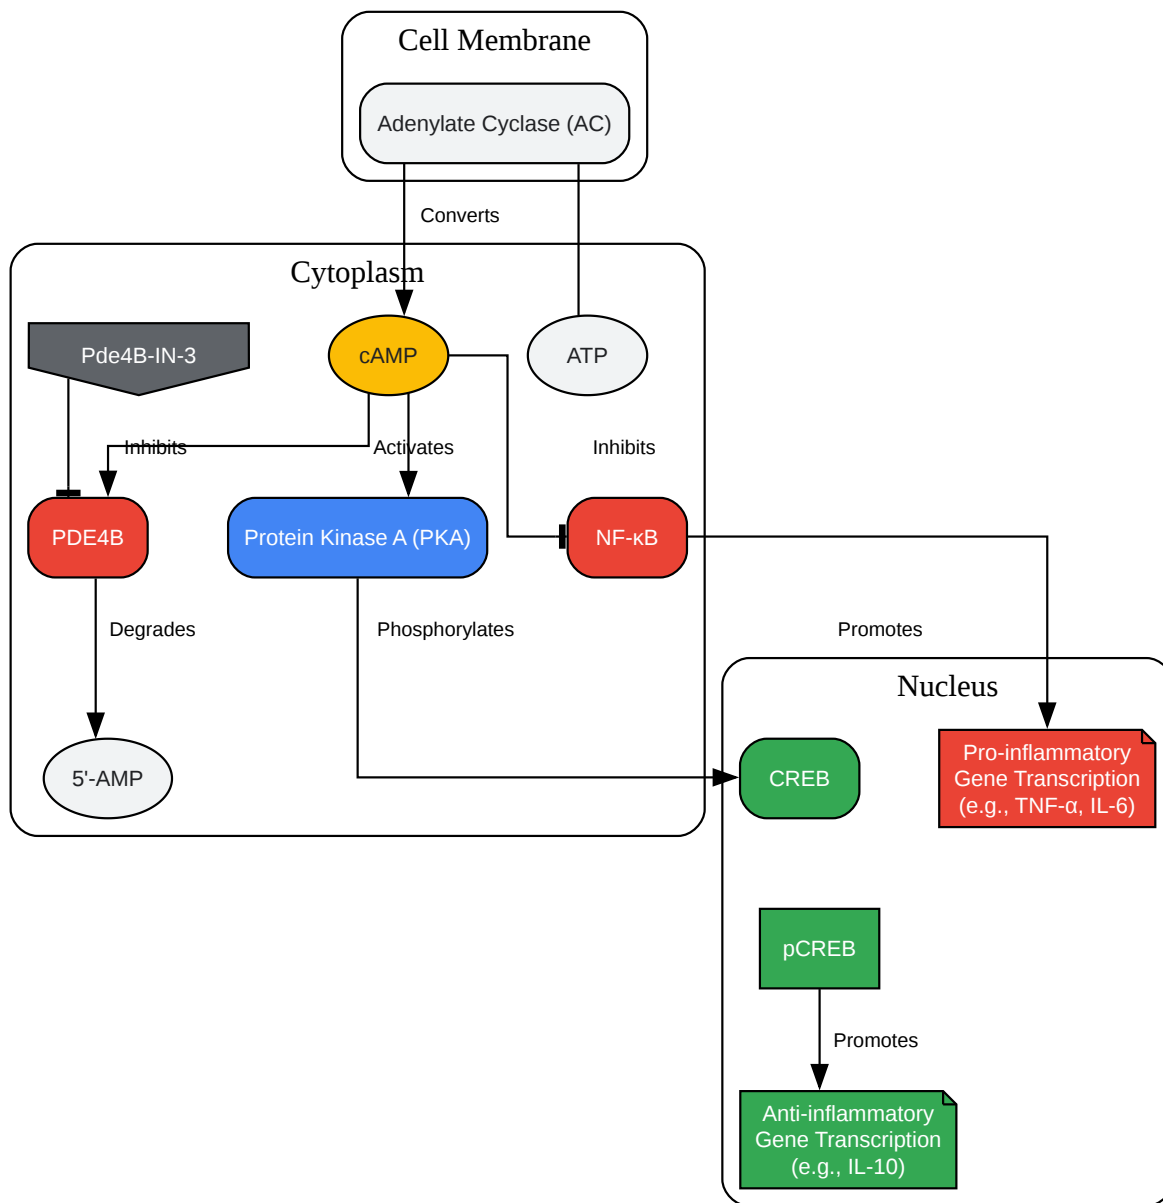 Cell Membrane
Adenylate Cyclase (AC)
Converts
Cytoplasm
Pde4B-IN-3
cAMP
ATP
Inhibits
Activates
Inhibits
PDE4B
Protein Kinase A (PKA)
NF-κB
Degrades
Phosphorylates
Promotes
Nucleus
5'-AMP
CREB
Pro-inflammatory
Gene Transcription
(e.g., TNF-α, IL-6)
pCREB
Promotes
Anti-inflammatory
Gene Transcription
(e.g., IL-10)